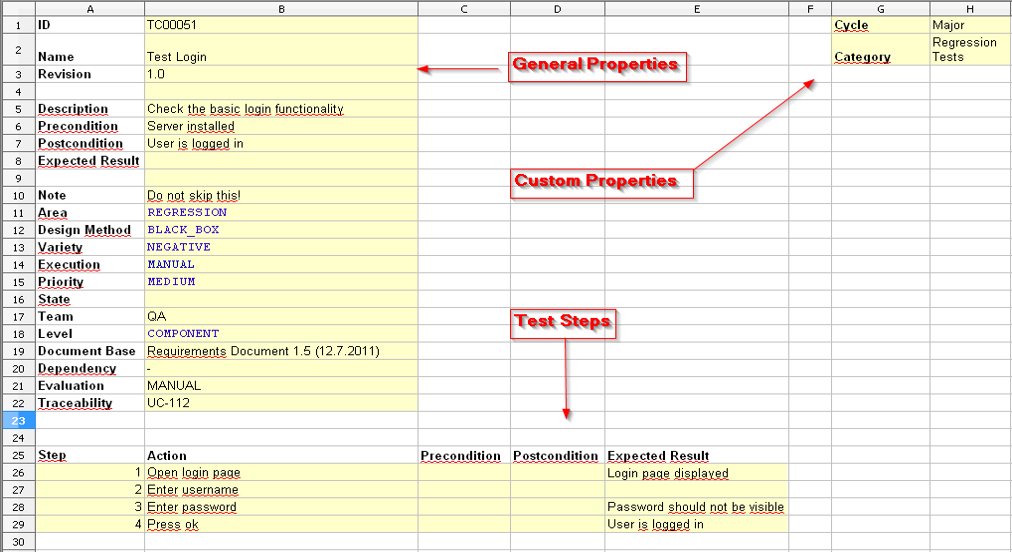 A B C D E F G H
1 ID TC00051 Cycle Major
2 Name Test Login Category Regression Tests
3 Revision 1.0
General Properties
4
5 Description Check the basic login functionality
6 Precondition Server installed
7 Postcondition User is logged in
8 Expected Result
Custom Properties
9
10 Note Do not skip this!
11 Area REGRESSION
12 Design Method BLACK_BOX
13 Variety NEGATIVE
14 Execution MANUAL
15 Priority MEDIUM
16 State
17 Team QA
Test Steps
18 Level COMPONENT
19 Document Base Requirements Document 1.5 (12.7.2011)
20 Dependency -
21 Evaluation MANUAL
22 Traceability UC-112
23
24
25 Step Action Precondition Postcondition Expected Result
26 1 Open login page Login page displayed
27 2 Enter username
28 3 Enter password Password should not be visible
29 4 Press ok User is logged in
30